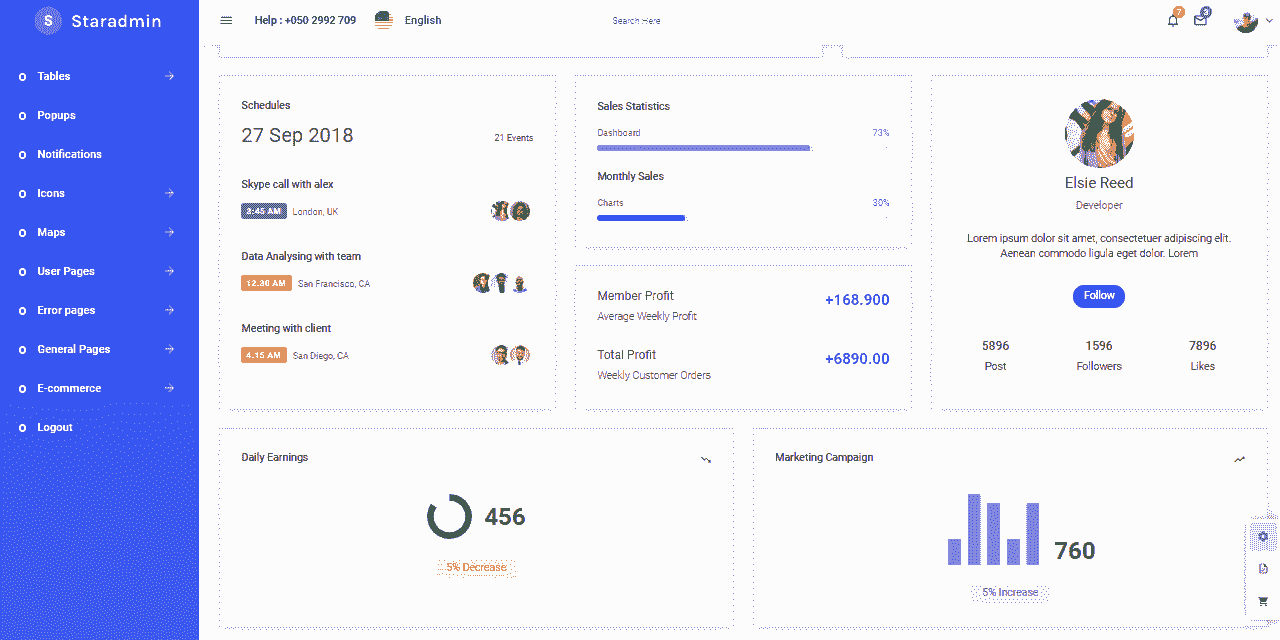 S Staradmin
Help : +050 2992 709
English
Search Here
7
3
Tables
Popups
Notifications
Icons
Maps
User Pages
Error pages
General Pages
E-commerce
Logout
Schedules
27 Sep 2018
21 Events
Skype call with alex
3:45 AM London, UK
Data Analysing with team
12.30 AM San Francisco, CA
Meeting with client
4.15 AM San Diego, CA
Sales Statistics
Dashboard 73%
Monthly Sales
Charts 30%
Member Profit +168.900
Average Weekly Profit
Total Profit +6890.00
Weekly Customer Orders
Elsie Reed
Developer
Lorem ipsum dolor sit amet, consectetuer adipiscing elit.
Aenean commodo ligula eget dolor. Lorem
Follow
5896 1596 7896
Post Followers Likes
Daily Earnings
456
5% Decrease
Marketing Campaign
760
5% Increase